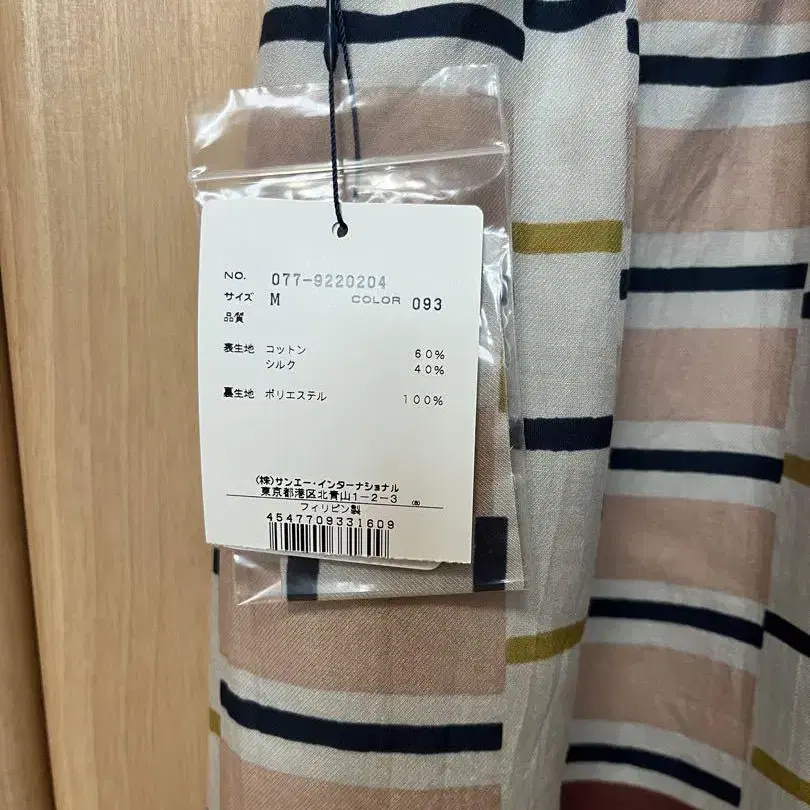 NO. 077-9220204
サイズ M COLOR 093
品質
表生地 コットン 60%
シルク 40%
裏生地 ポリエステル 100%
(株)サンエー・インターナショナル
東京都港区北青山1-2-3
フィリピン製
4547709331609